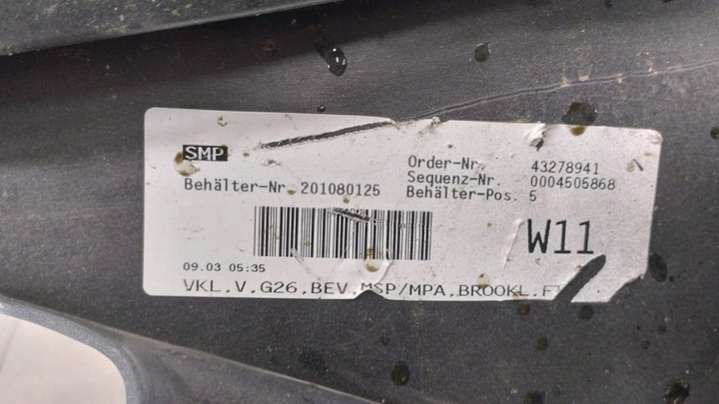 SMP
Order-Nr. 43278941
Sequenz-Nr. 0004505868
Behälter-Nr. 201080125
Behälter-Pos. 5
W11
09.03 05:35
VKL,V,G26,BEV,MSP/MPA,BROOKL.